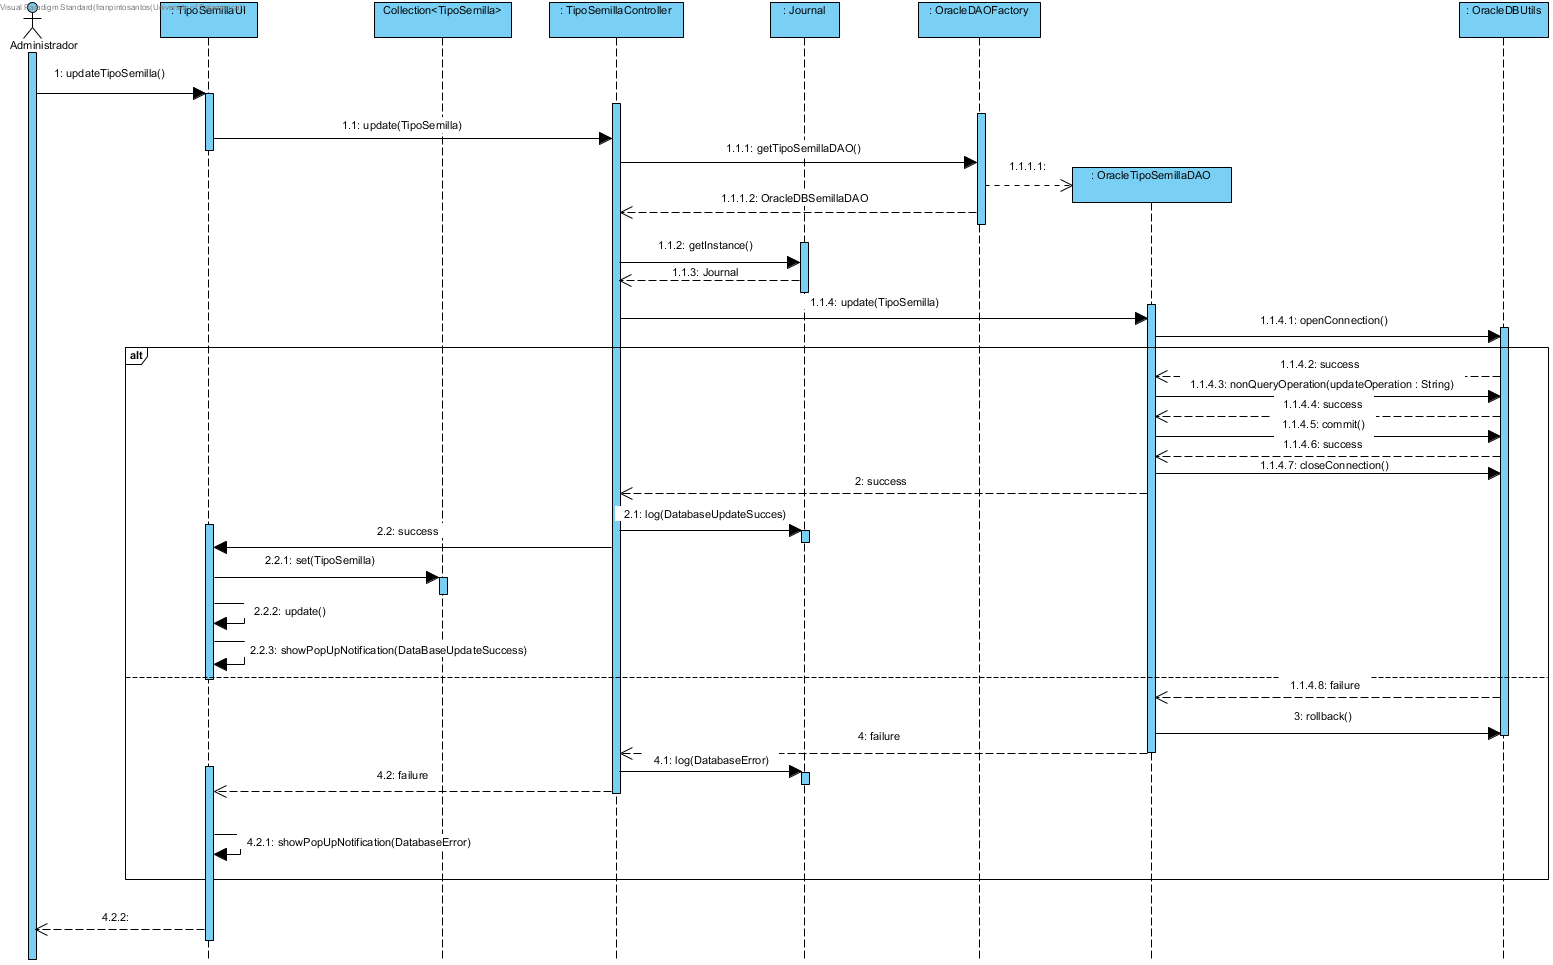 Visual Paradigm Standard(franpintosantos(Univers
: TipoSemillaUI
Collection<TipoSemilla>
: TipoSemillaController
: Journal
: OracleDAOFactory
: OracleDBUtils
Administrador
1: updateTipoSemilla()
1.1: update(TipoSemilla)
1.1.1: getTipoSemillaDAO()
1.1.1.1:
: OracleTipoSemillaDAO
1.1.1.2: OracleDBSemillaDAO
1.1.2: getInstance()
1.1.3: Journal
1.1.4: update(TipoSemilla)
1.1.4.1: openConnection()
alt
1.1.4.2: success
1.1.4.3: nonQueryOperation(updateOperation : String)
1.1.4.4: success
1.1.4.5: commit()
1.1.4.6: success
1.1.4.7: closeConnection()
2: success
2.1: log(DatabaseUpdateSucces)
2.2: success
2.2.1: set(TipoSemilla)
2.2.2: update()
2.2.3: showPopUpNotification(DataBaseUpdateSuccess)
1.1.4.8: failure
3: rollback()
4: failure
4.1: log(DatabaseError)
4.2: failure
4.2.1: showPopUpNotification(DatabaseError)
4.2.2: